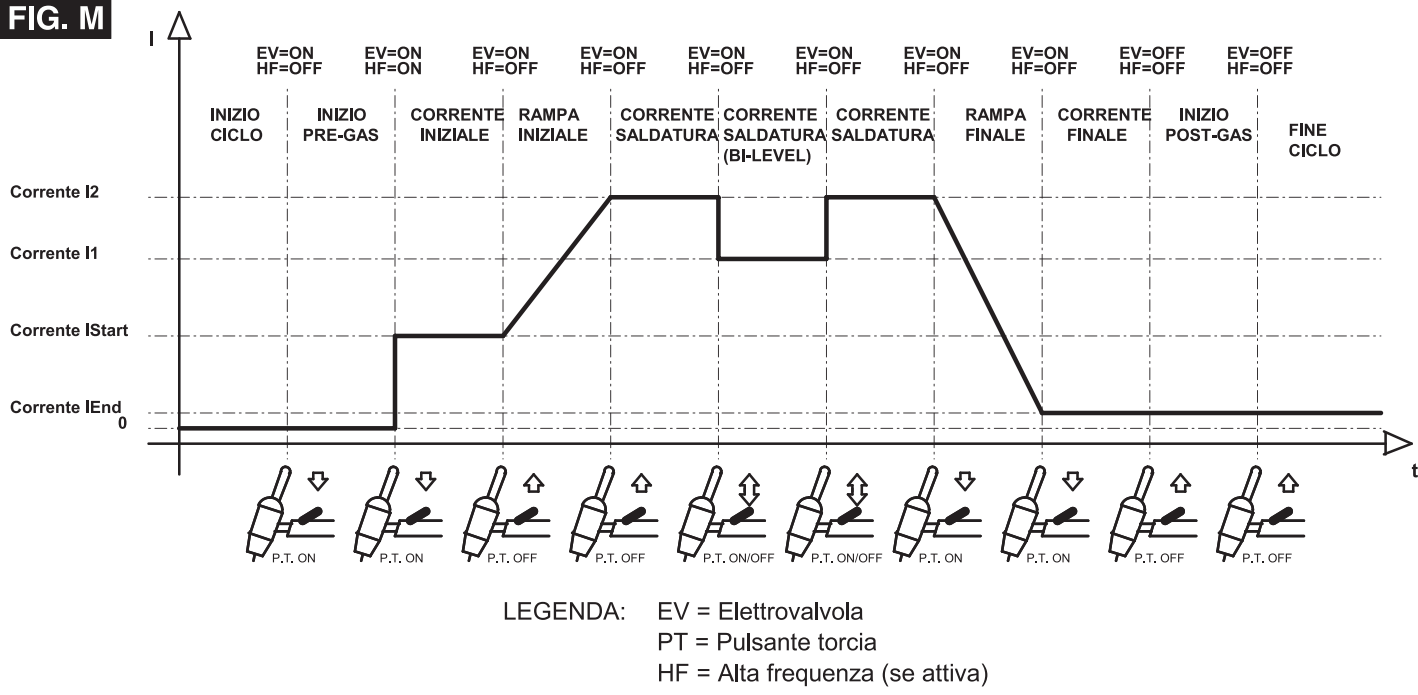 FIG. M
I
EV=ON EV=ON EV=ON EV=ON EV=ON EV=ON EV=ON EV=ON EV=OFF EV=OFF
HF=OFF HF=ON HF=OFF HF=OFF HF=OFF HF=OFF HF=OFF HF=OFF HF=OFF HF=OFF
INIZIO INIZIO CORRENTE RAMPA CORRENTE CORRENTE CORRENTE RAMPA CORRENTE INIZIO FINE
CICLO PRE-GAS INIZIALE INIZIALE SALDATURA SALDATURA SALDATURA FINALE FINALE POST-GAS CICLO
(BI-LEVEL)
Corrente I2
Corrente I1
Corrente IStart
Corrente IEnd
0
t
P.T. ON P.T. ON P.T. OFF P.T. OFF P.T. ON/OFF P.T. ON/OFF P.T. ON P.T. ON P.T. OFF P.T. OFF
LEGENDA: EV = Elettrovalvola
PT = Pulsante torcia
HF = Alta frequenza (se attiva)